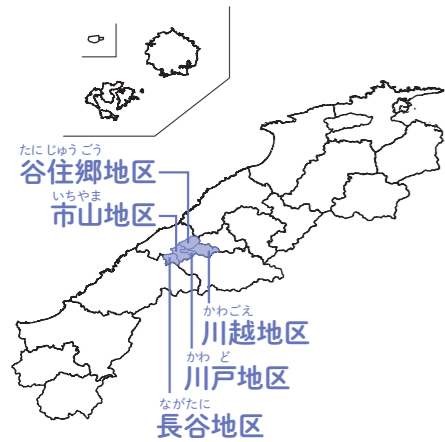 たにじゅうごう
谷住郷地区
いちやま
市山地区
かわごえ
川越地区
かわど
川戸地区
ながたに
長谷地区